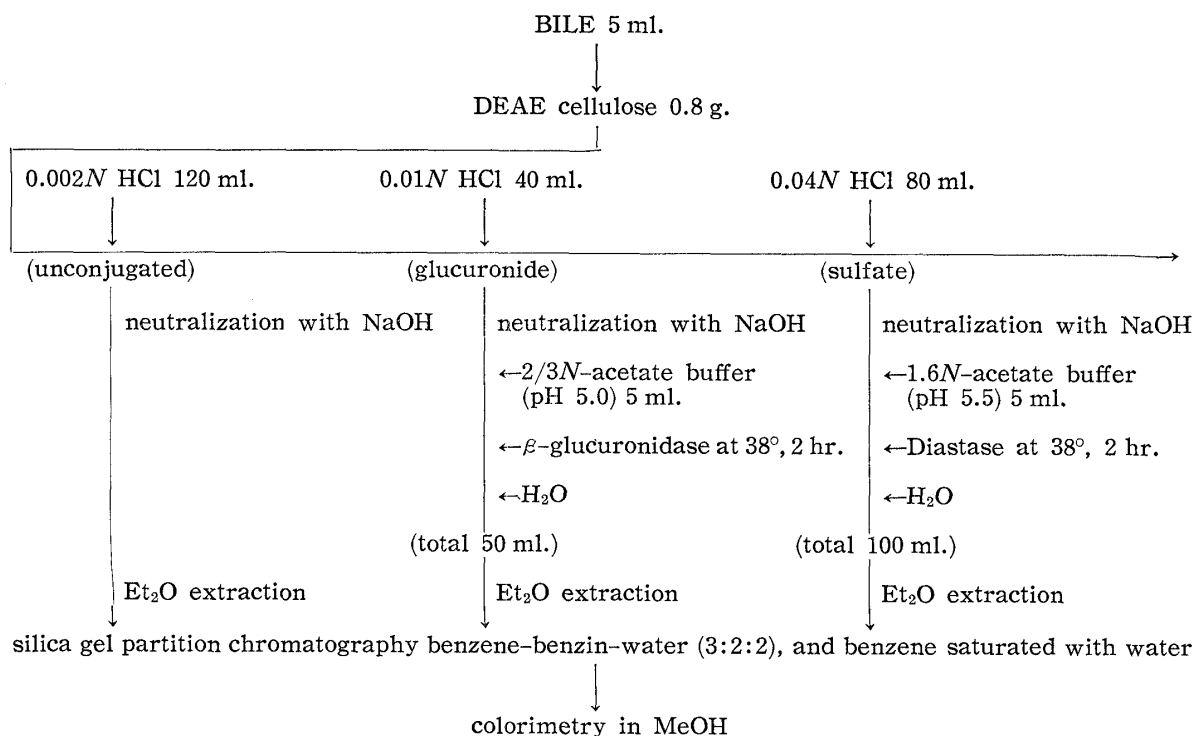 BILE 5 ml.
DEAE cellulose 0.8 g.
0.002N HCl 120 ml. 0.01N HCl 40 ml. 0.04N HCl 80 ml.
(unconjugated) (glucuronide) (sulfate)
neutralization with NaOH neutralization with NaOH neutralization with NaOH
←2/3N-acetate buffer ←1.6N-acetate buffer
(pH 5.0) 5 ml. (pH 5.5) 5 ml.
←β-glucuronidase at 38°, 2 hr. ←Diastase at 38°, 2 hr.
←H₂O ←H₂O
(total 50 ml.) (total 100 ml.)
Et₂O extraction Et₂O extraction Et₂O extraction
silica gel partition chromatography benzene-benzin-water (3:2:2), and benzene saturated with water
colorimetry in MeOH